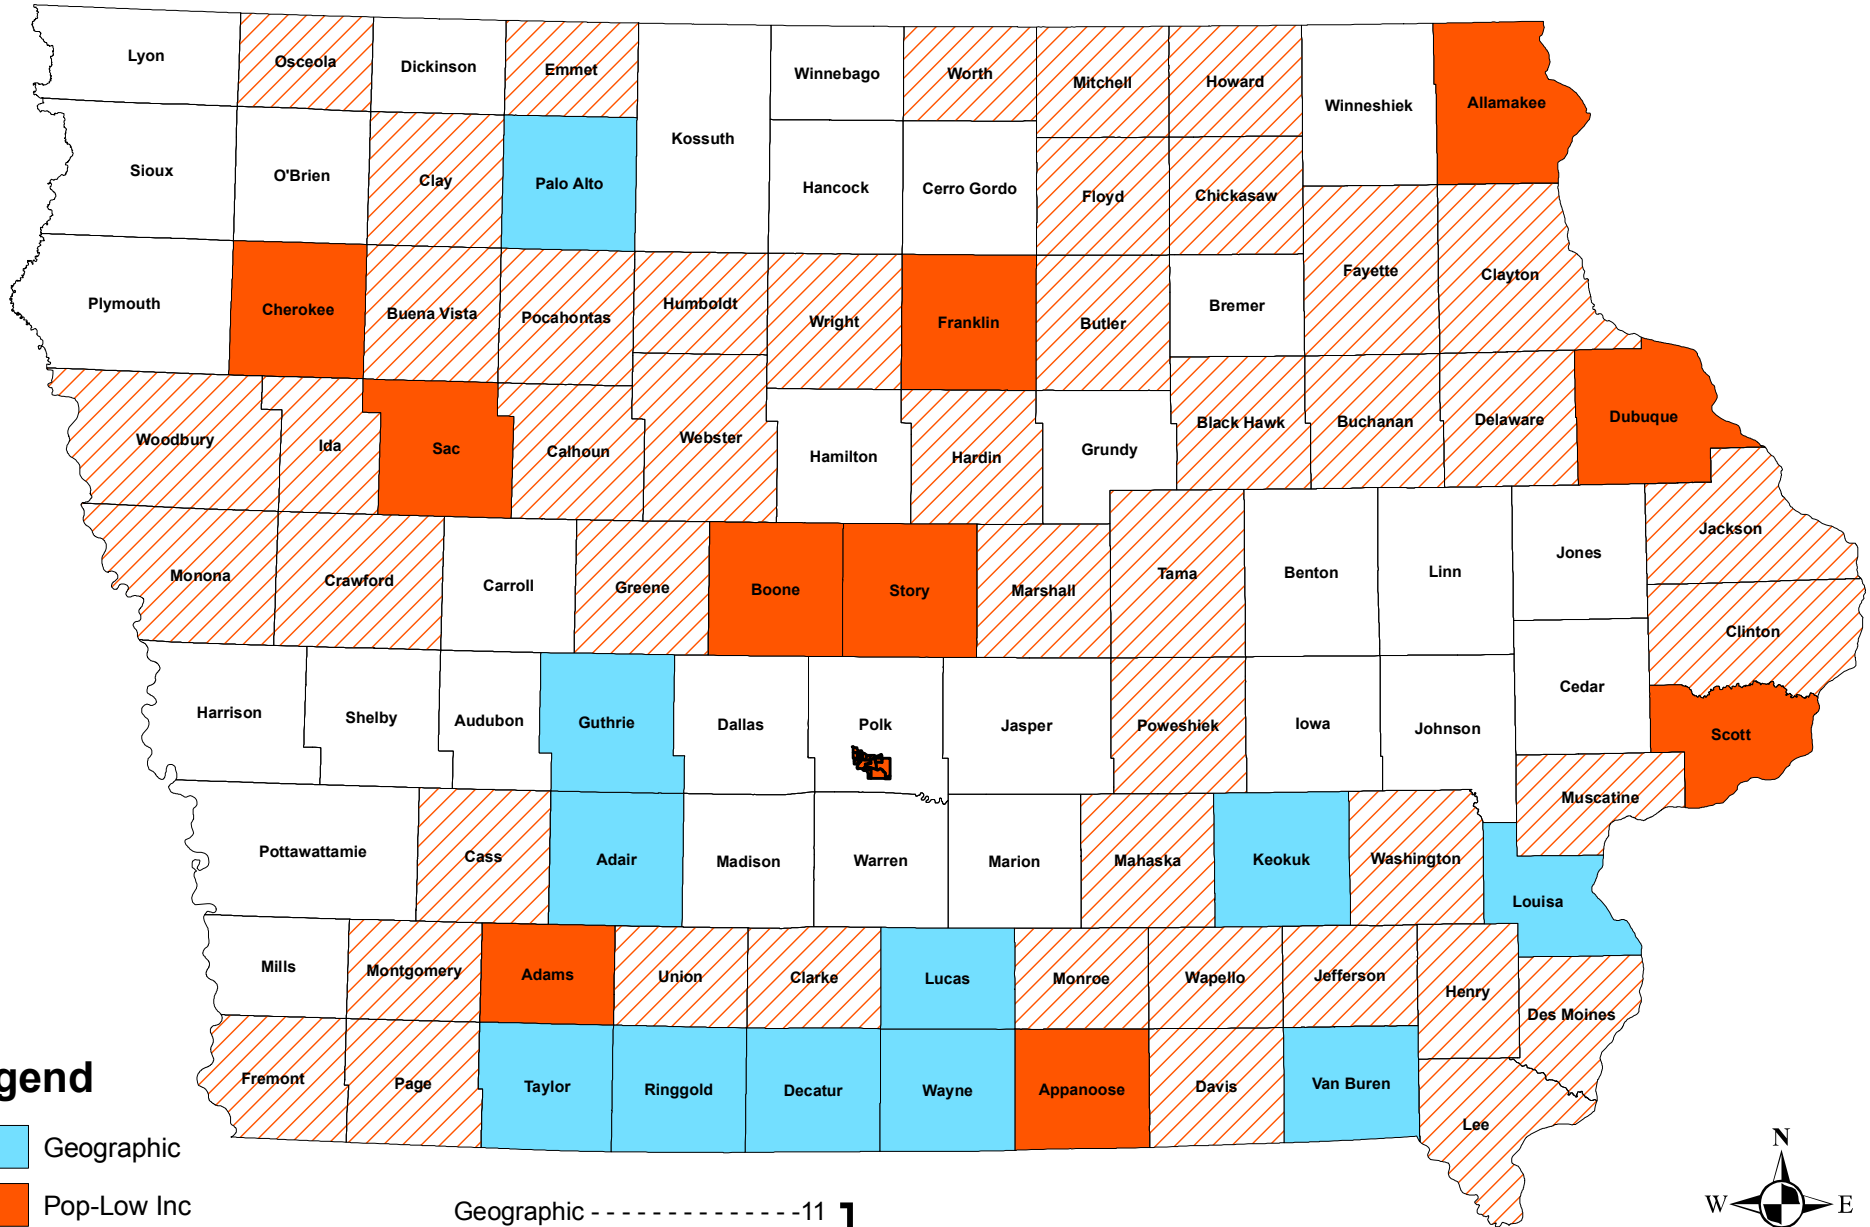 Lyon
Osceola
Dickinson
Emmet
Kossuth
Winnebago
Worth
Mitchell
Howard
Winneshiek
Allamakee
Sioux
O'Brien
Clay
Palo Alto
Hancock
Cerro Gordo
Floyd
Chickasaw
Plymouth
Cherokee
Buena Vista
Pocahontas
Humboldt
Wright
Franklin
Butler
Bremer
Fayette
Clayton
Woodbury
Ida
Sac
Calhoun
Webster
Hamilton
Hardin
Grundy
Black Hawk
Buchanan
Delaware
Dubuque
Monona
Crawford
Carroll
Greene
Boone
Story
Marshall
Tama
Benton
Linn
Jones
Jackson
Clinton
Harrison
Shelby
Audubon
Guthrie
Dallas
Polk
Jasper
Poweshiek
Iowa
Johnson
Cedar
Scott
Muscatine
Pottawattamie
Cass
Adair
Madison
Warren
Marion
Mahaska
Keokuk
Washington
Louisa
Mills
Montgomery
Adams
Union
Clarke
Lucas
Monroe
Wapello
Jefferson
Henry
Des Moines
Fremont
Page
Taylor
Ringgold
Decatur
Wayne
Appanoose
Davis
Van Buren
Lee
gend
Geographic
Pop-Low Inc
Geographic - - - - - - - - - - - - - -11
N
W E